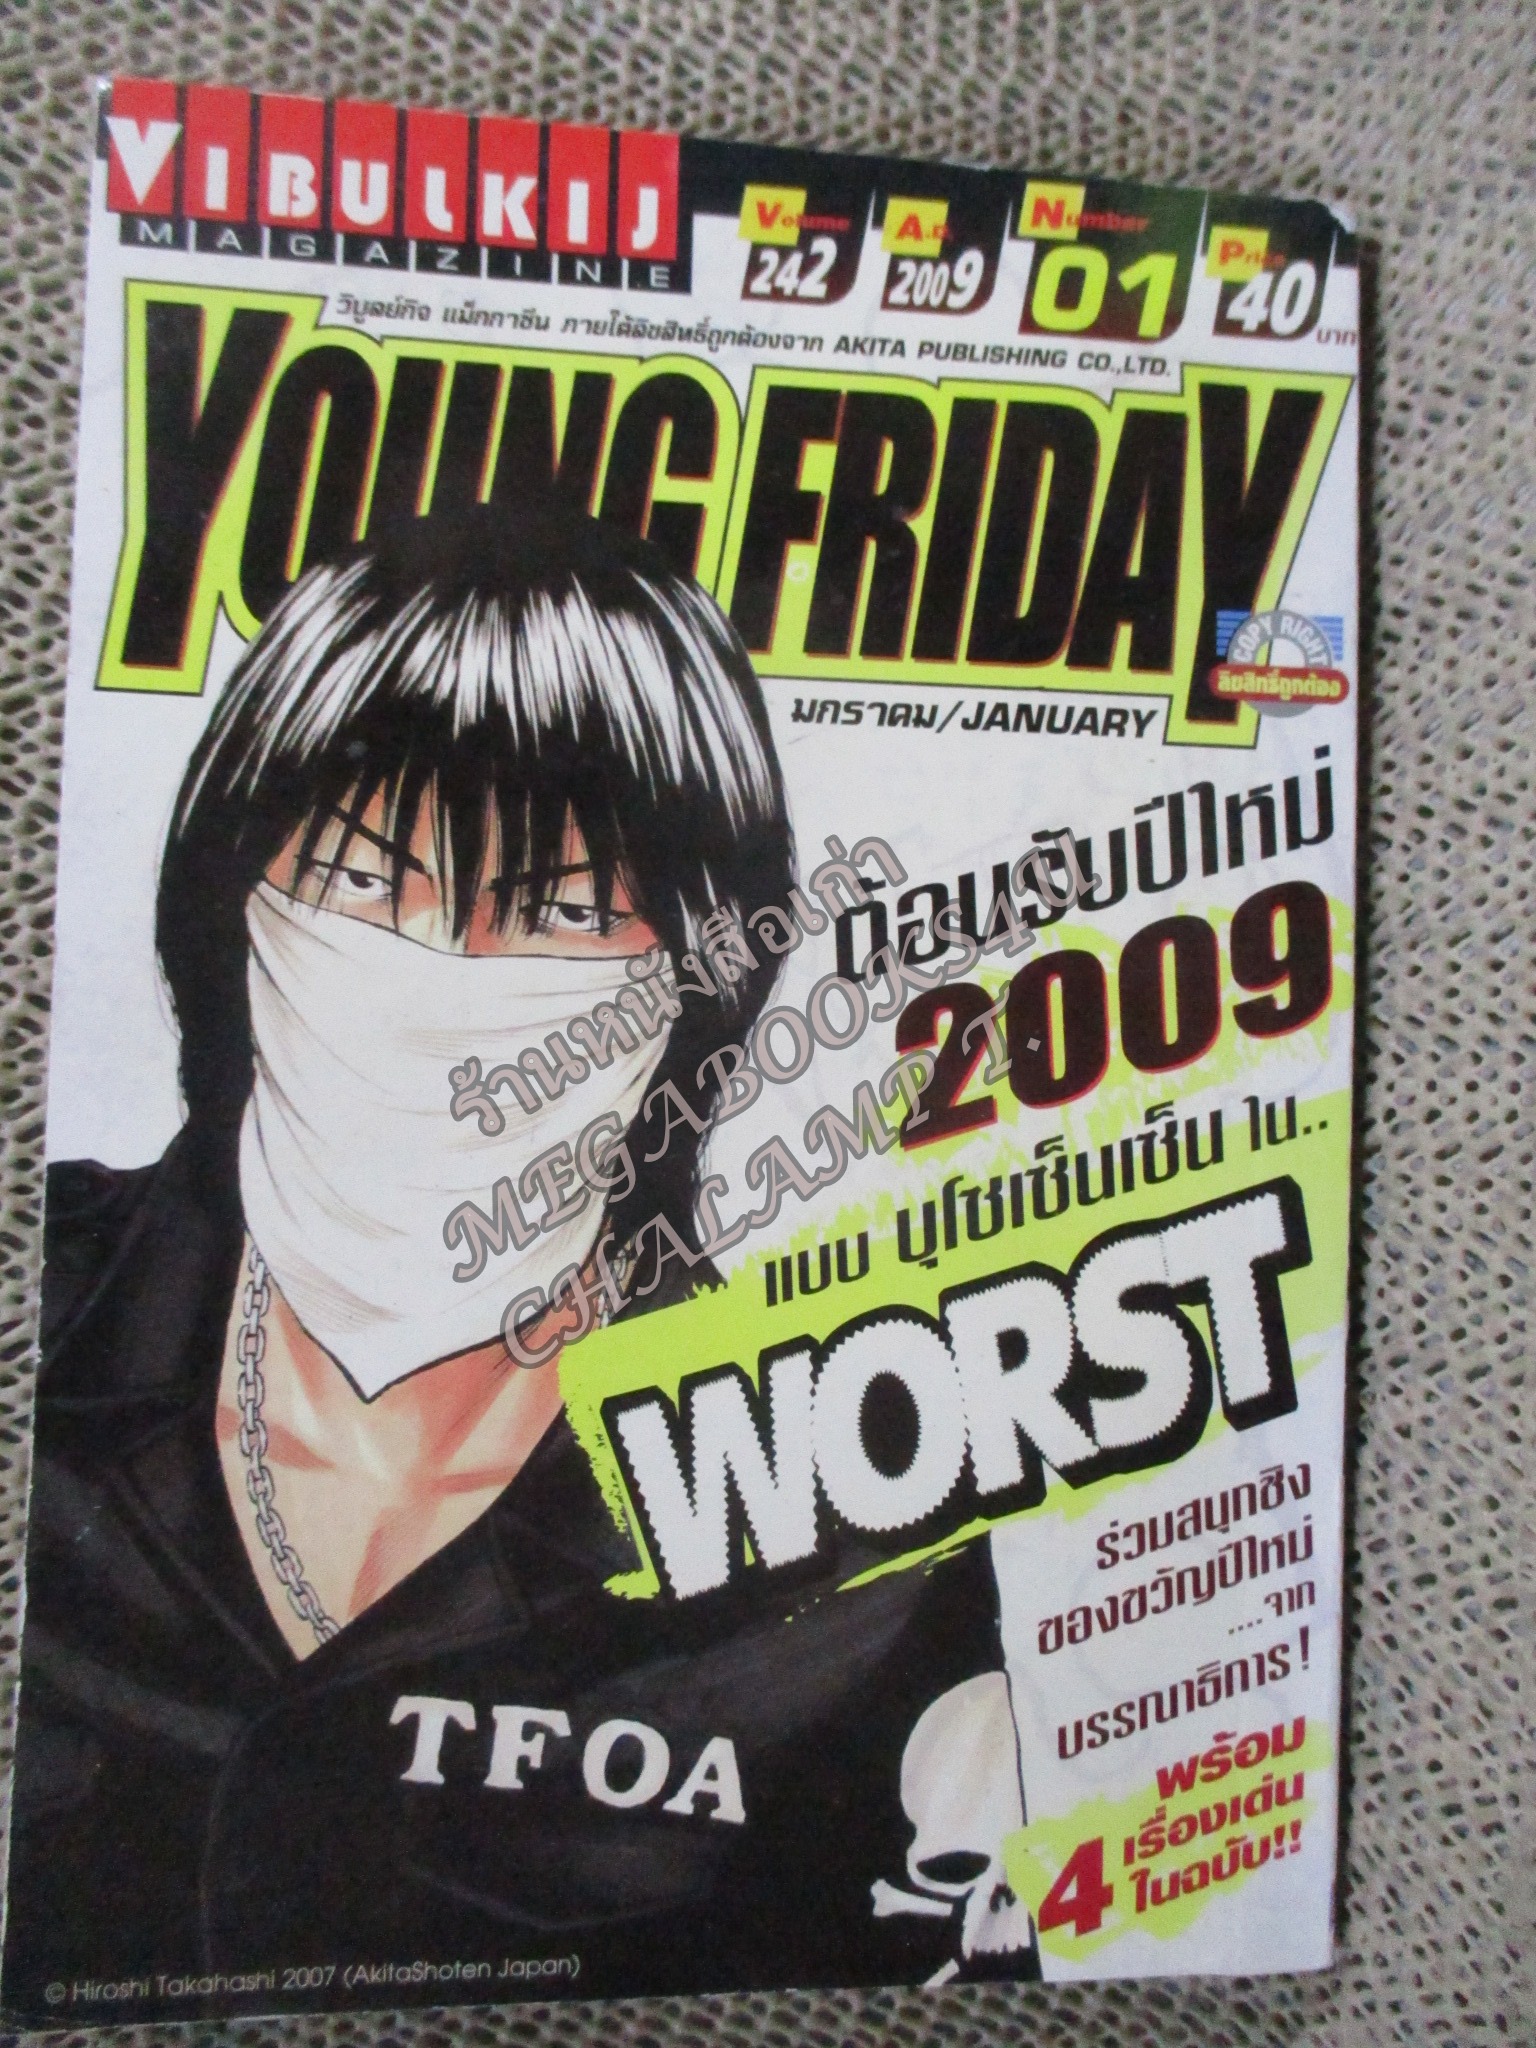 VIBULKIJ
MAGAZINE
Volume
242
A.D.
2009
Number
01
Price
40
บาท
วิบูลย์กิจ แม็กกาซีน ภายใต้ลิขสิทธิ์ถูกต้องจาก AKITA PUBLISHING CO.,LTD.
YOUNG FRIDAY
COPY RIGHT
ลิขสิทธิ์ถูกต้อง
มกราคม/JANUARY
ต้อนรับปีใหม่
2009
แบบ บุโซเซ็นเซ็น ใน..
WORST
ร้านหนังสือเก่า
MEGABOOKS4U
CHALAMP T.
ร่วมสนุกชิง
ของขวัญปีใหม่
....จาก
บรรณาธิการ!
พร้อม
4 เรื่องเด่น
ในฉบับ!!
TFOA
© Hiroshi Takahashi 2007 (AkitaShoten Japan)